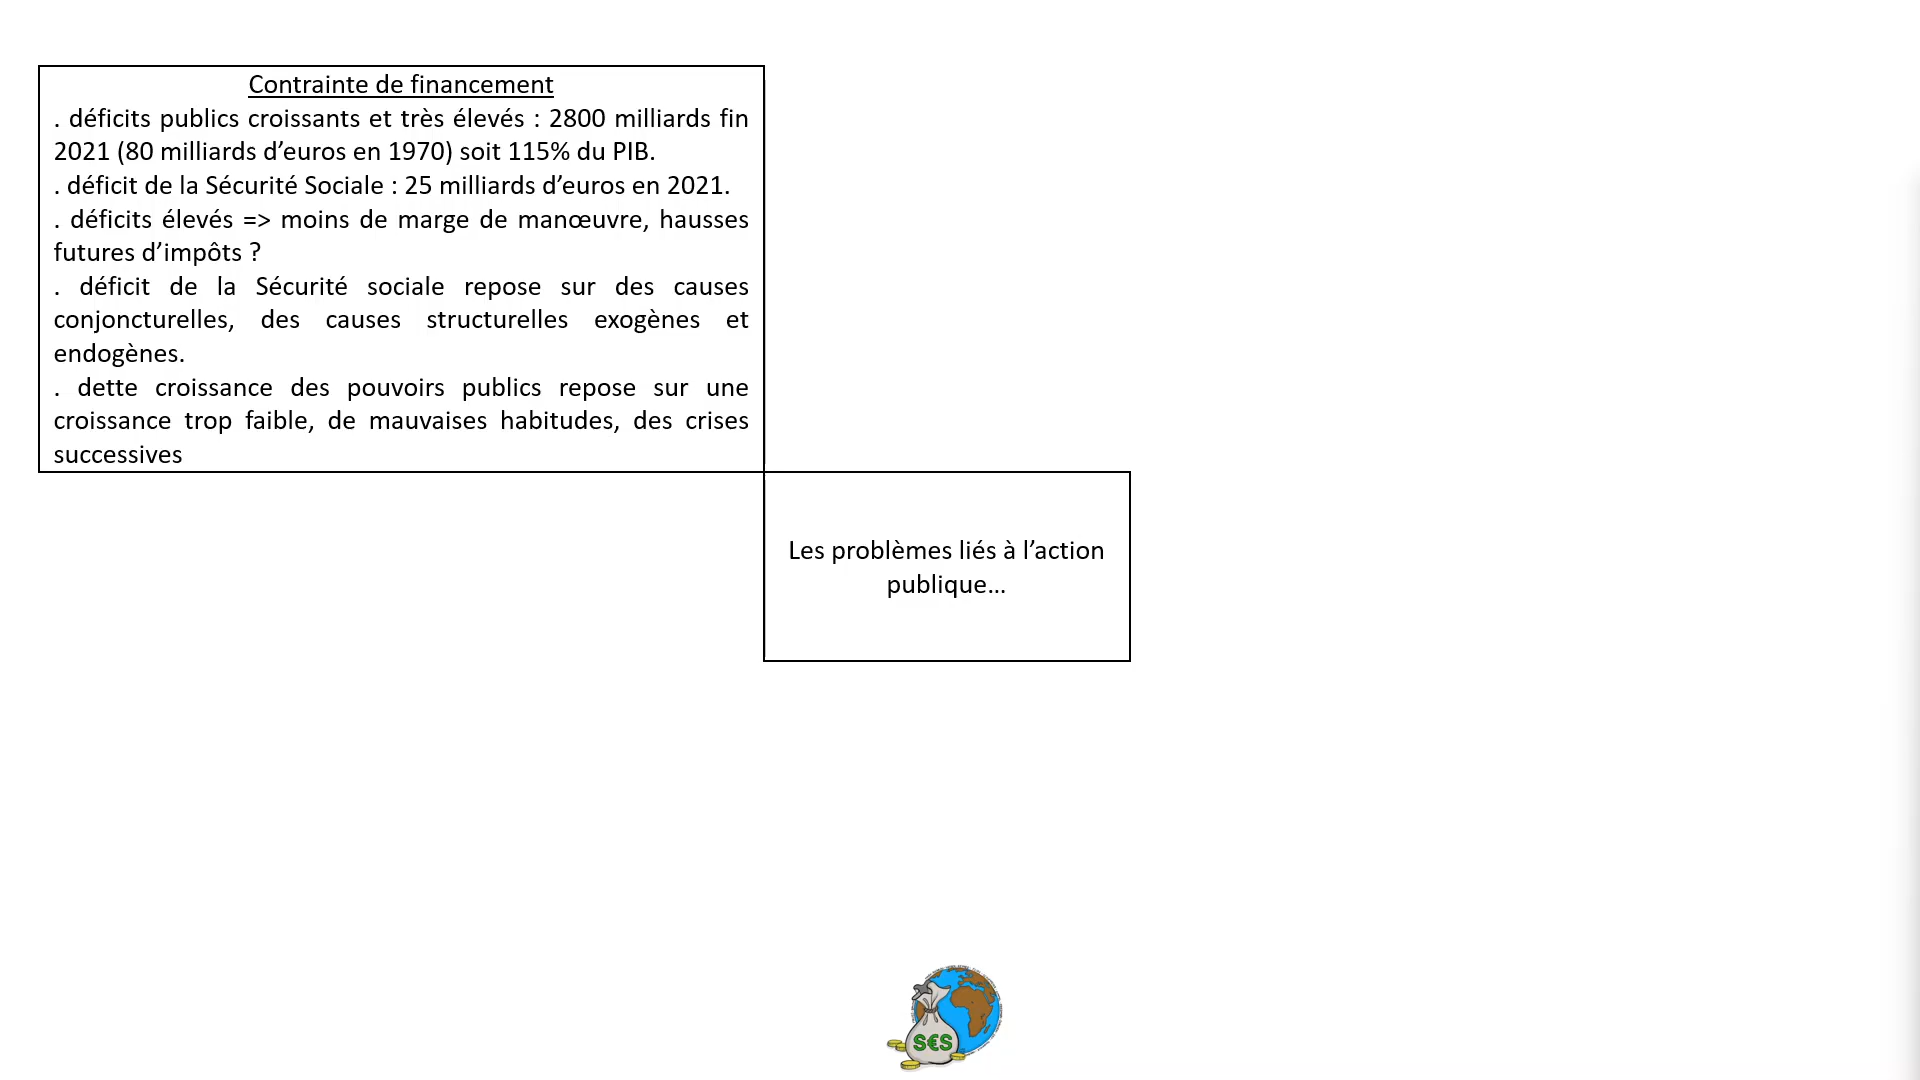 Contrainte de financement
. déficits publics croissants et très élevés : 2800 milliards fin
2021 (80 milliards d’euros en 1970) soit 115% du PIB.
. déficit de la Sécurité Sociale : 25 milliards d’euros en 2021.
. déficits élevés => moins de marge de manœuvre, hausses
futures d’impôts ?
. déficit de la Sécurité sociale repose sur des causes
conjoncturelles, des causes structurelles exogènes et
endogènes.
. dette croissance des pouvoirs publics repose sur une
croissance trop faible, de mauvaises habitudes, des crises
successives
Les problèmes liés à l’action
publique…
S€S